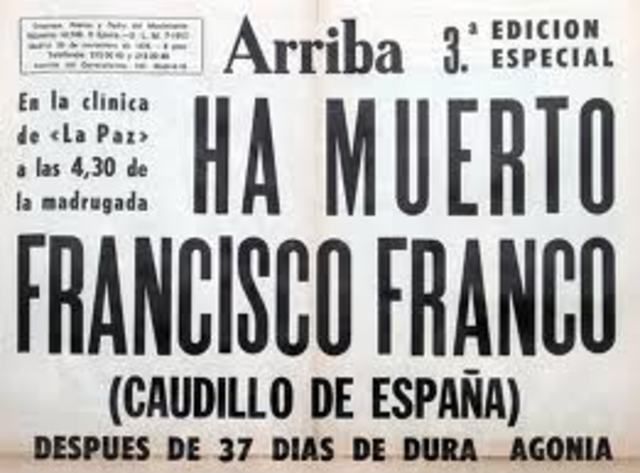 Arriba
3.ª EDICION
ESPECIAL
En la clínica
de «La Paz»
a las 4,30 de
la madrugada
HA MUERTO
FRANCISCO FRANCO
(CAUDILLO DE ESPAÑA)
DESPUES DE 37 DIAS DE DURA AGONIA